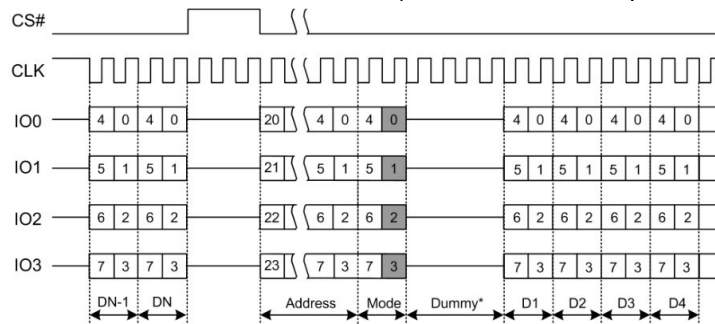 CS#
CLK
IO0 4 0 4 0 20 4 0 4 0 4 0 4 0 4 0 4 0
IO1 5 1 5 1 21 5 1 5 1 5 1 5 1 5 1 5 1
IO2 6 2 6 2 22 6 2 6 2 6 2 6 2 6 2 6 2
IO3 7 3 7 3 23 7 3 7 3 7 3 7 3 7 3 7 3
DN-1 DN Address Mode Dummy* D1 D2 D3 D4